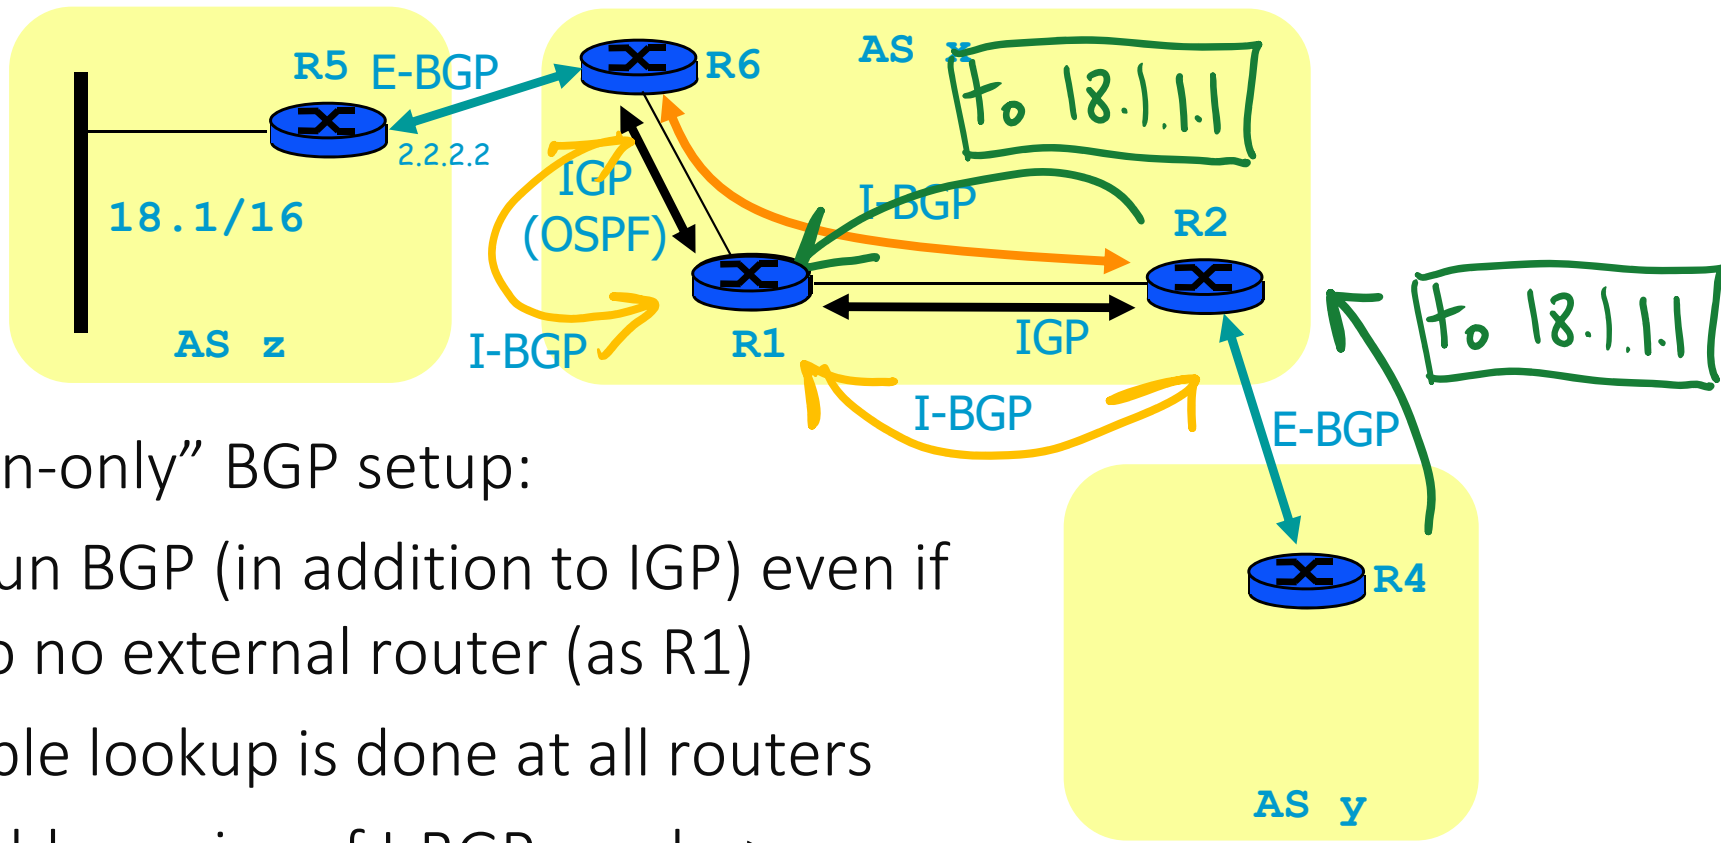 R5 E-BGP
R6
AS x
to 18.1.1.1
2.2.2.2
IGP
(OSPF)
I-BGP
R2
18.1/16
to 18.1.1.1
AS z
I-BGP
R1
IGP
I-BGP
E-BGP
n-only” BGP setup:
un BGP (in addition to IGP) even if
R4
o no external router (as R1)
ble lookup is done at all routers
AS y